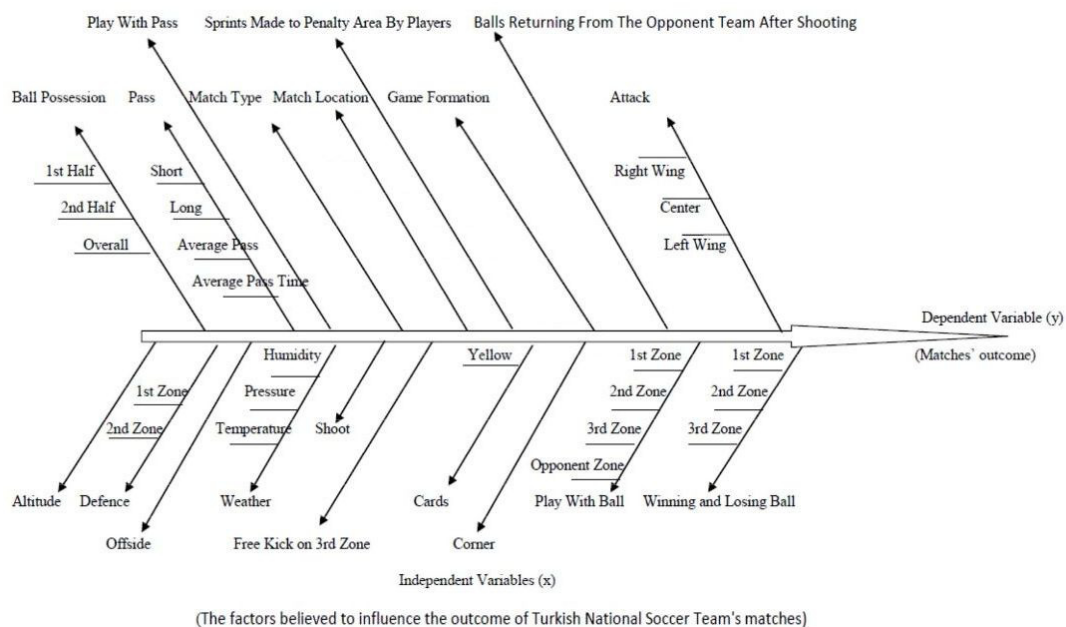 Play With Pass
Sprints Made to Penalty Area By Players
Balls Returning From The Opponent Team After Shooting
Ball Possession
Pass
Match Type
Match Location
Game Formation
Attack
1st Half
2nd Half
Overall
Short
Long
Average Pass
Average Pass Time
Right Wing
Center
Left Wing
Dependent Variable (y)
(Matches` outcome)
1st Zone
2nd Zone
Humidity
Pressure
Temperature
Shoot
Yellow
1st Zone
2nd Zone
3rd Zone
Opponent Zone
1st Zone
2nd Zone
3rd Zone
Altitude
Defence
Weather
Cards
Play With Ball
Winning and Losing Ball
Offside
Free Kick on 3rd Zone
Corner
Independent Variables (x)
(The factors believed to influence the outcome of Turkish National Soccer Team's matches)